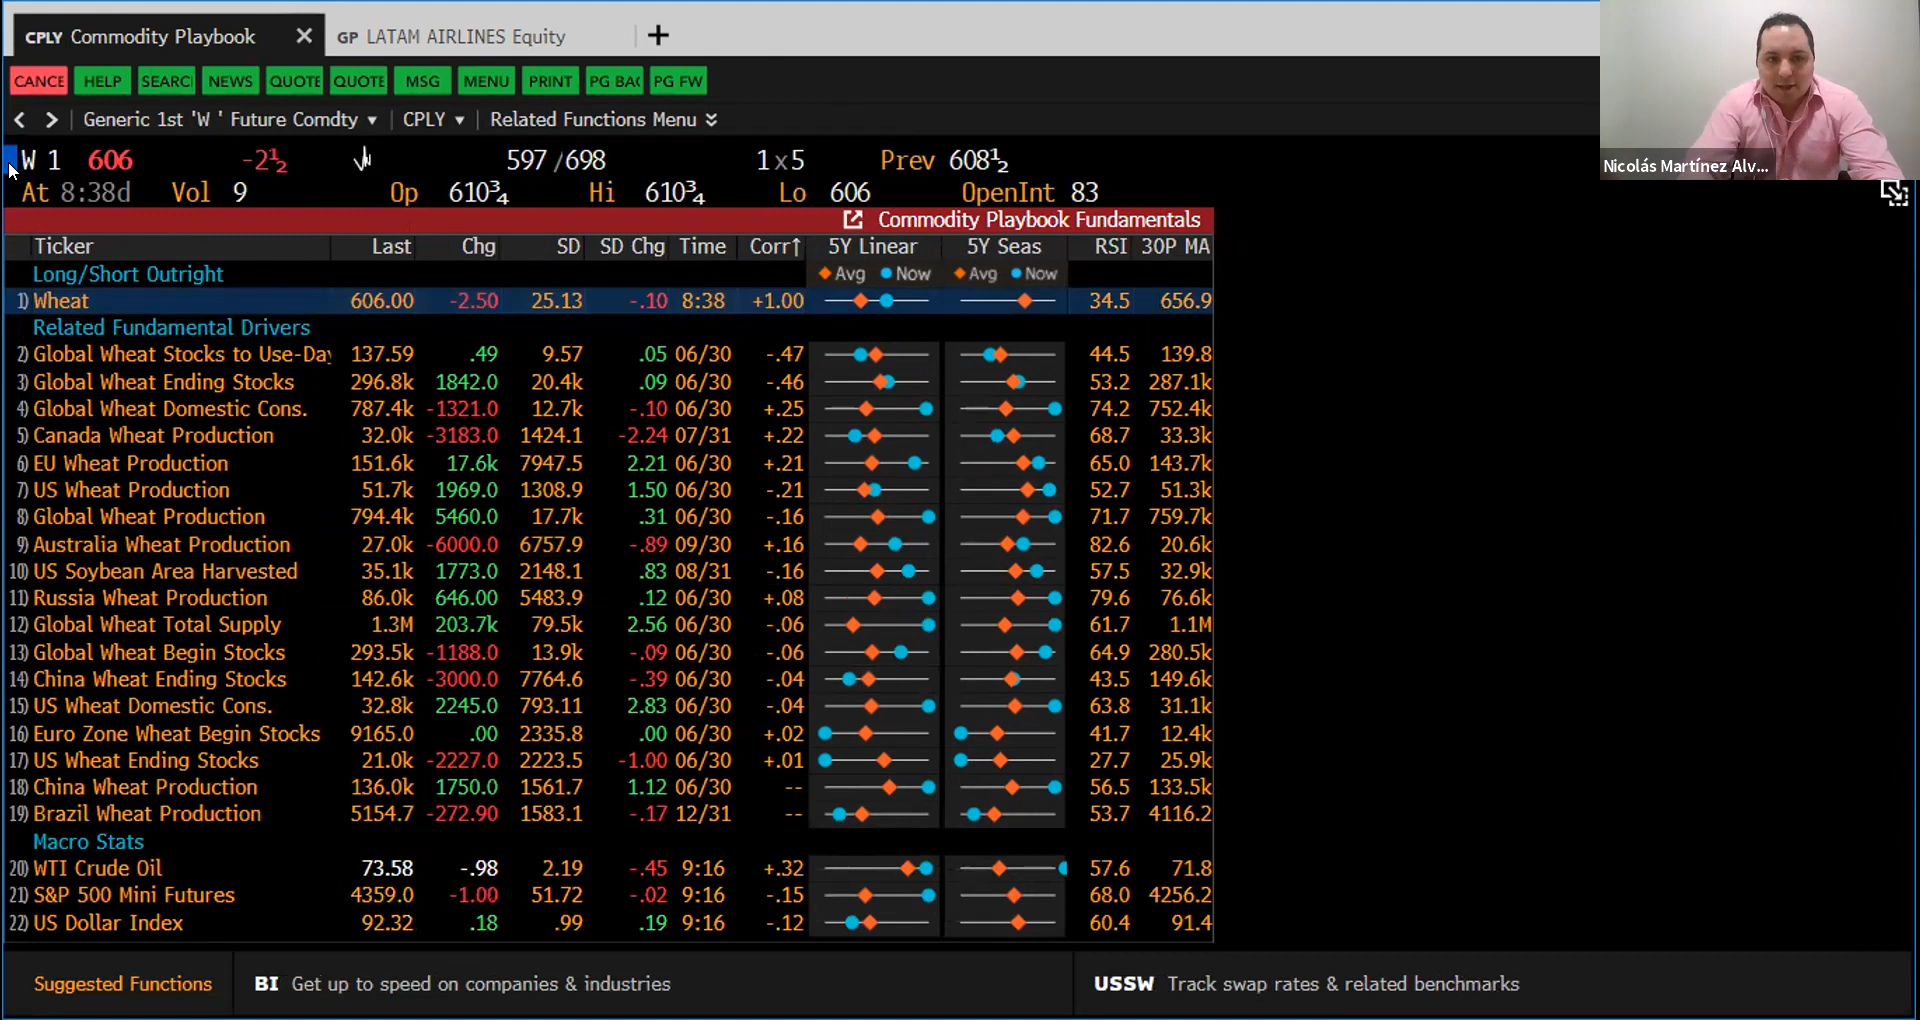 CPLY Commodity Playbook × GP LATAM AIRLINES Equity +
CANCE HELP SEARCI NEWS QUOTE QUOTE MSG MENU PRINT PG BA( PG FW
< > Generic 1st 'W ' Future Comdty ▾ CPLY ▾ Related Functions Menu
W 1 606 -2½ 597 /698 1x5 Prev 608½
Nicolás Martínez Alv...
At 8:38d Vol 9 Op 610¾ Hi 610¾ Lo 606 OpenInt 83
Commodity Playbook Fundamentals
Ticker Last Chg SD SD Chg Time Corr↑ 5Y Linear 5Y Seas RSI 30P MA
Long/Short Outright Avg Now Avg Now
1) Wheat 606.00 -2.50 25.13 -.10 8:38 +1.00 34.5 656.9
Related Fundamental Drivers
2) Global Wheat Stocks to Use-Day 137.59 .49 9.57 .05 06/30 -.47 44.5 139.8
3) Global Wheat Ending Stocks 296.8k 1842.0 20.4k .09 06/30 -.46 53.2 287.1k
4) Global Wheat Domestic Cons. 787.4k -1321.0 12.7k -.10 06/30 +.25 74.2 752.4k
5) Canada Wheat Production 32.0k -3183.0 1424.1 -2.24 07/31 +.22 68.7 33.3k
6) EU Wheat Production 151.6k 17.6k 7947.5 2.21 06/30 +.21 65.0 143.7k
7) US Wheat Production 51.7k 1969.0 1308.9 1.50 06/30 -.21 52.7 51.3k
8) Global Wheat Production 794.4k 5460.0 17.7k .31 06/30 -.16 71.7 759.7k
9) Australia Wheat Production 27.0k -6000.0 6757.9 -.89 09/30 +.16 82.6 20.6k
10) US Soybean Area Harvested 35.1k 1773.0 2148.1 .83 08/31 -.16 57.5 32.9k
11) Russia Wheat Production 86.0k 646.00 5483.9 .12 06/30 +.08 79.6 76.6k
12) Global Wheat Total Supply 1.3M 203.7k 79.5k 2.56 06/30 -.06 61.7 1.1M
13) Global Wheat Begin Stocks 293.5k -1188.0 13.9k -.09 06/30 -.06 64.9 280.5k
14) China Wheat Ending Stocks 142.6k -3000.0 7764.6 -.39 06/30 -.04 43.5 149.6k
15) US Wheat Domestic Cons. 32.8k 2245.0 793.11 2.83 06/30 -.04 63.8 31.1k
16) Euro Zone Wheat Begin Stocks 9165.0 .00 2335.8 .00 06/30 +.02 41.7 12.4k
17) US Wheat Ending Stocks 21.0k -2227.0 2223.5 -1.00 06/30 +.01 27.7 25.9k
18) China Wheat Production 136.0k 1750.0 1561.7 1.12 06/30 -- 56.5 133.5k
19) Brazil Wheat Production 5154.7 -272.90 1583.1 -.17 12/31 -- 53.7 4116.2
Macro Stats
20) WTI Crude Oil 73.58 -.98 2.19 -.45 9:16 +.32 57.6 71.8
21) S&P 500 Mini Futures 4359.0 -1.00 51.72 -.02 9:16 -.15 68.0 4256.2
22) US Dollar Index 92.32 .18 .99 .19 9:16 -.12 60.4 91.4
Suggested Functions BI Get up to speed on companies & industries USSW Track swap rates & related benchmarks